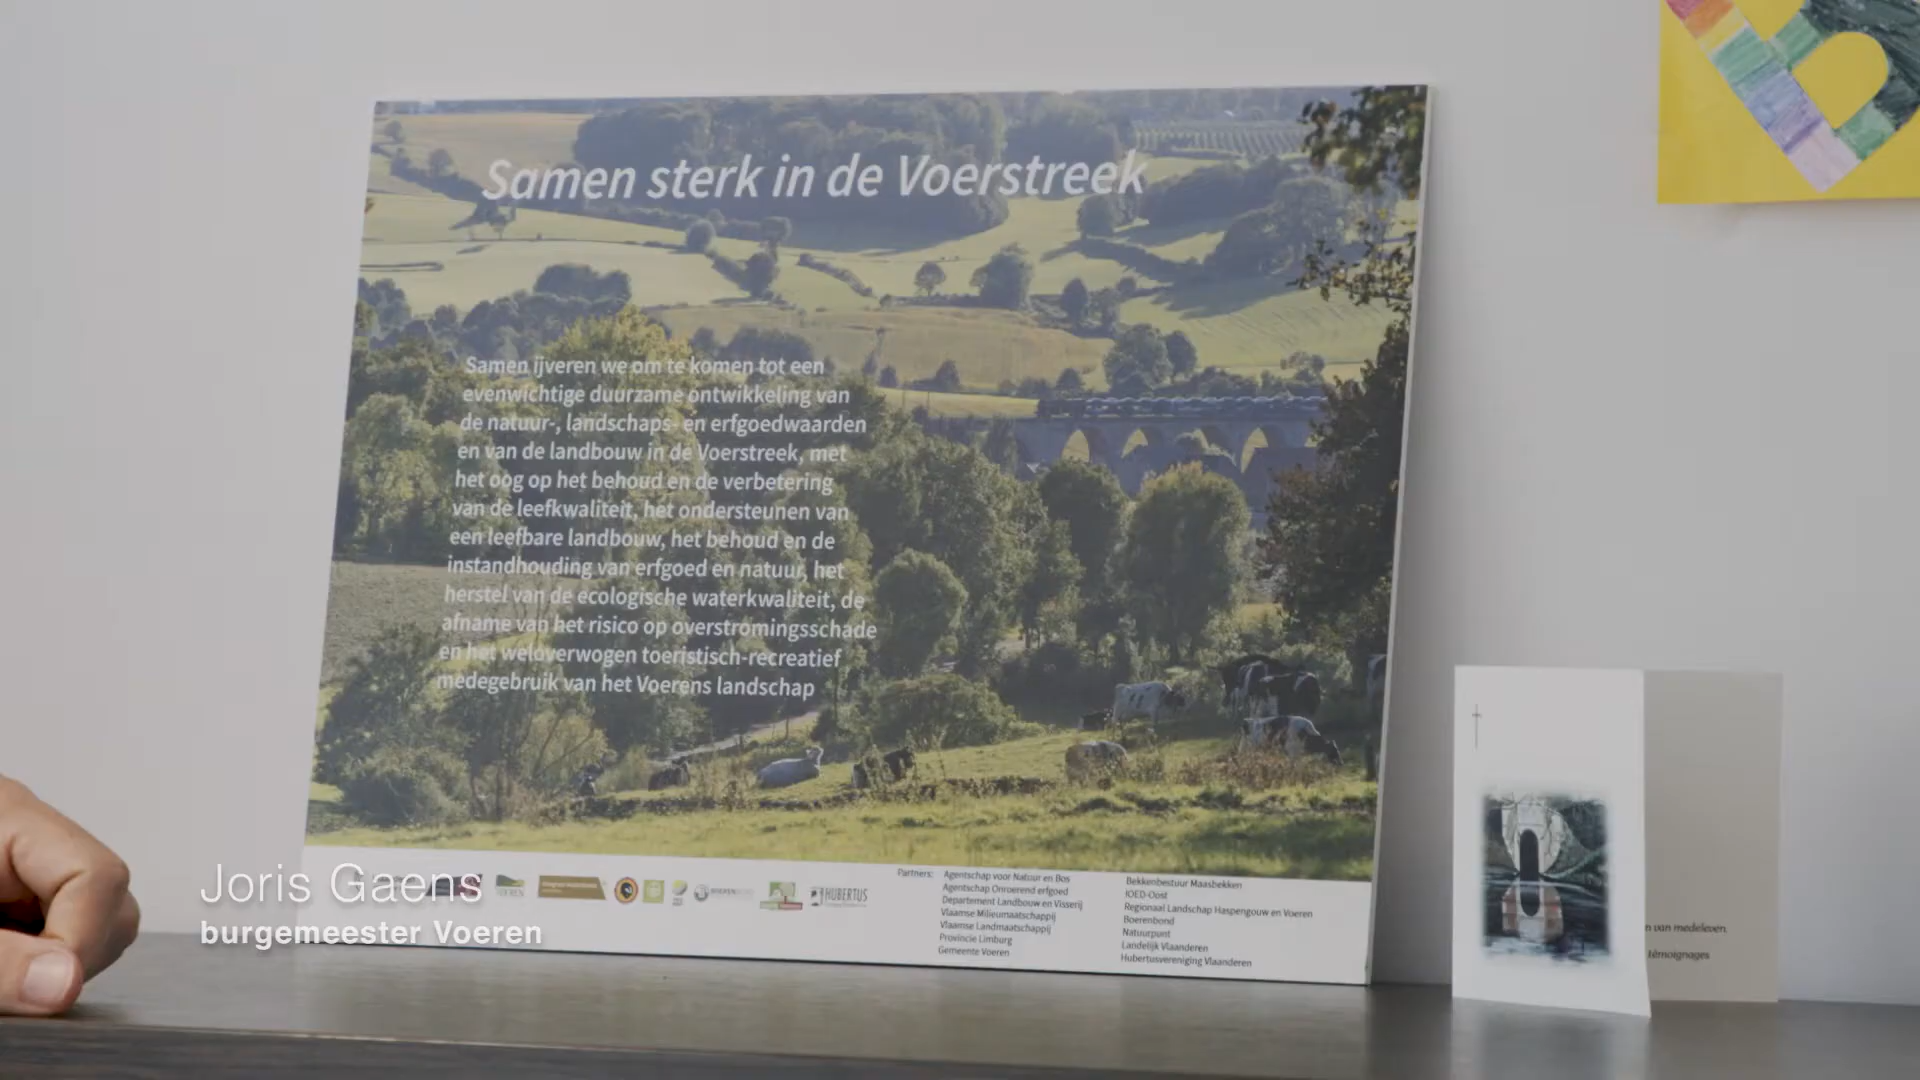 Samen sterk in de Voerstreek
Samen ijveren we om te komen tot een
evenwichtige duurzame ontwikkeling van
de natuur-, landschaps- en erfgoedwaarden
en van de landbouw in de Voerstreek, met
het oog op het behoud en de verbetering
van de leefkwaliteit, het ondersteunen van
een leefbare landbouw, het behoud en de
instandhouding van erfgoed en natuur, het
herstel van de ecologische waterkwaliteit, de
afname van het risico op overstromingsschade
en het weloverwogen toeristisch-recreatief
medegebruik van het Voerens landschap
Joris Gaens
burgemeester Voeren
HUBERTUS
Partners:
Agentschap voor Natuur en Bos
Agentschap Onroerend erfgoed
Departement Landbouw en Visserij
Vlaamse Milieumaatschappij
Vlaamse Landmaatschappij
Provincie Limburg
Gemeente Voeren
Bekkenbestuur Maasbekken
IOED-Oost
Regionaal Landschap Haspengouw en Voeren
Boerenbond
Natuurpunt
Landelijk Vlaanderen
Hubertusvereniging Vlaanderen
n van medeleven.
témoignages